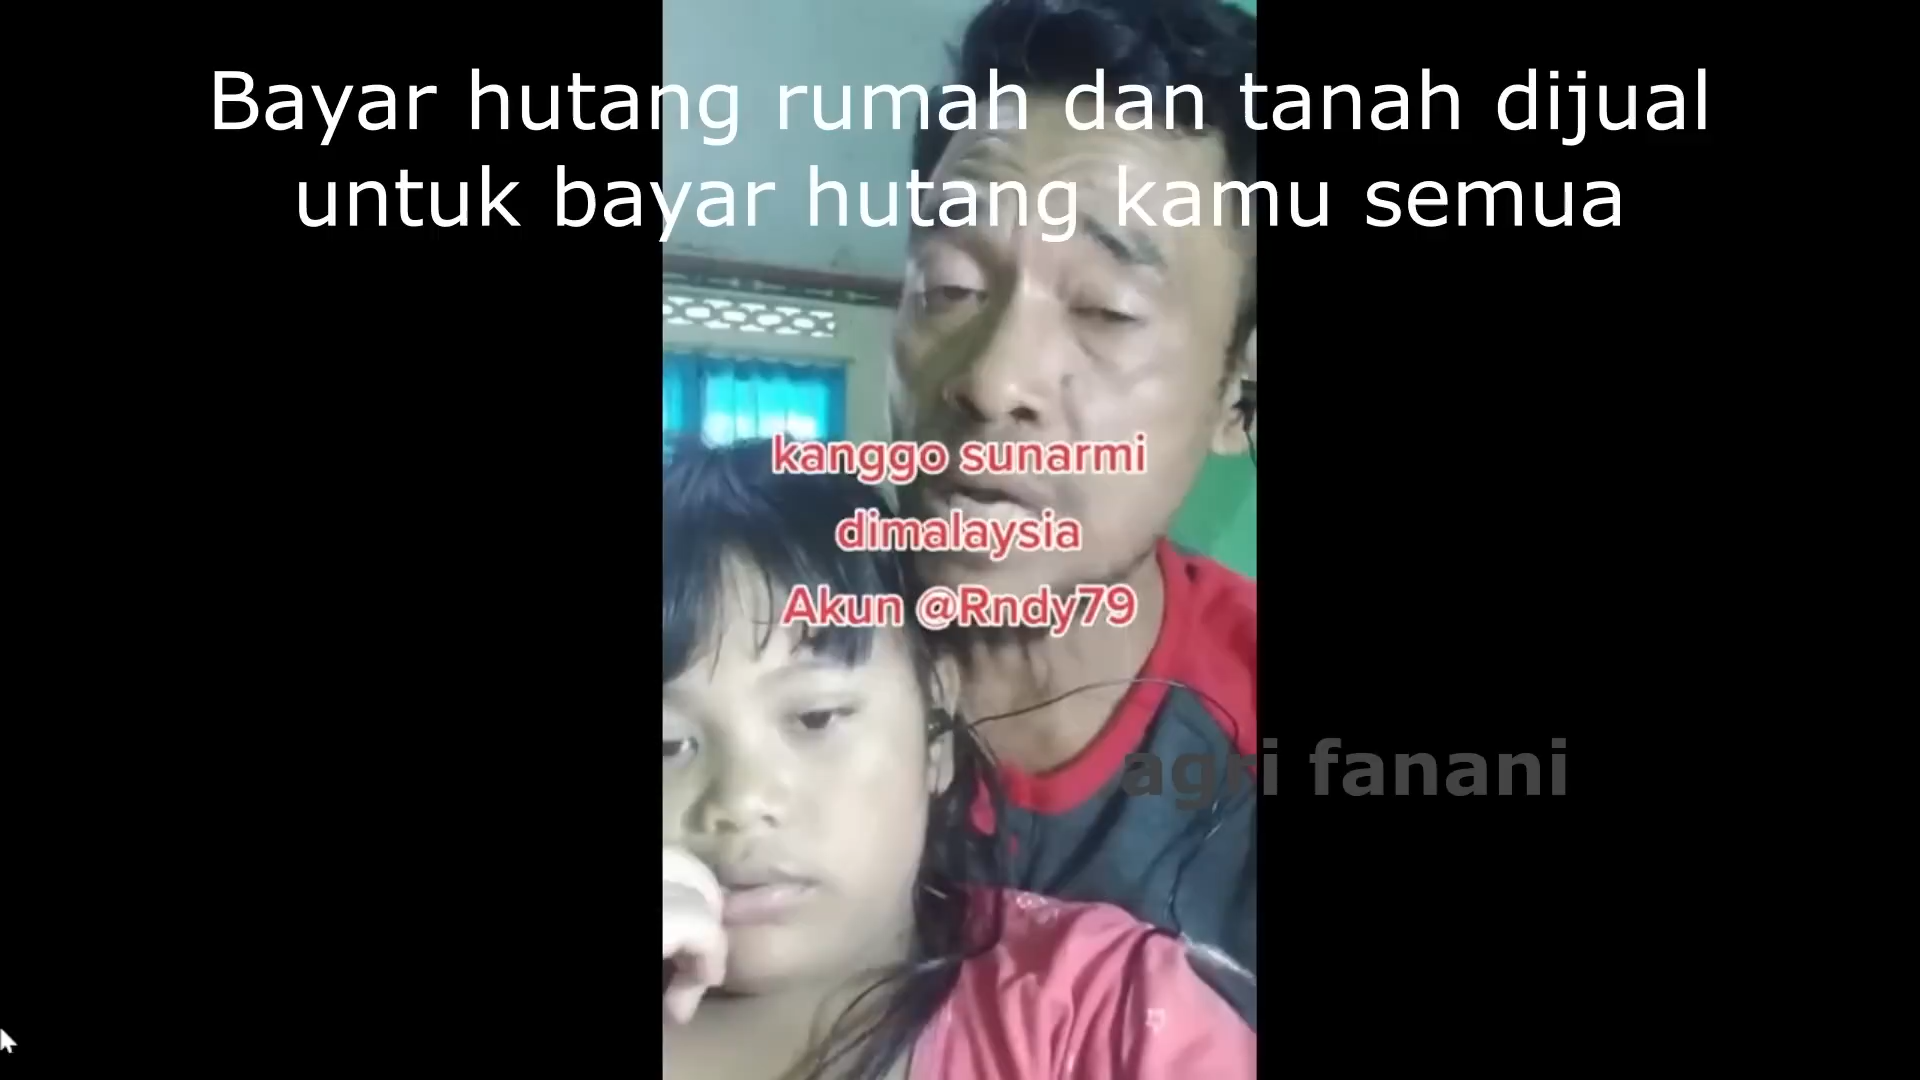 Bayar hutang rumah dan tanah dijual
untuk bayar hutang kamu semua
kanggo sunarmi
dimalaysia
Akun @Rndy79
agri fanani